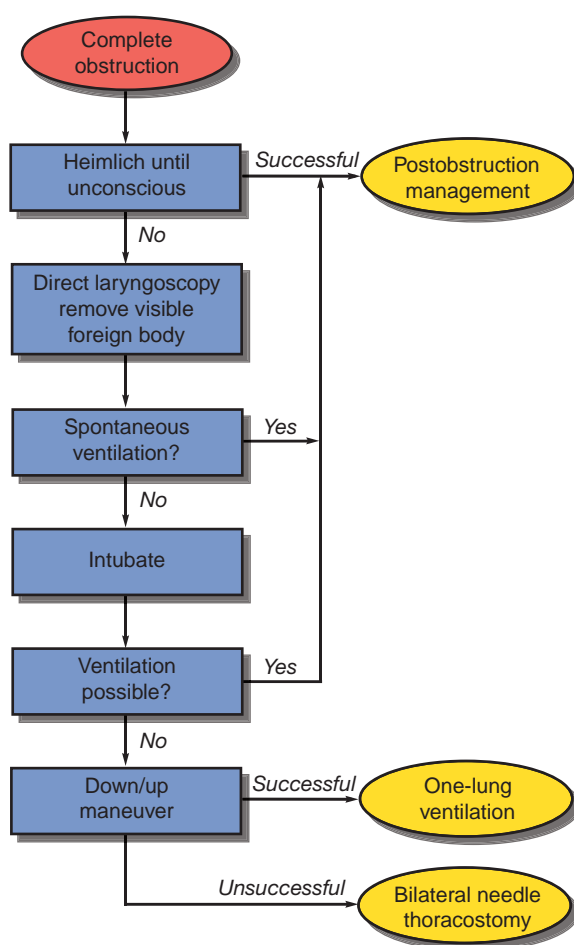 Complete
obstruction
Heimlich until
unconscious
Successful
Postobstruction
management
No
Direct laryngoscopy
remove visible
foreign body
Spontaneous
ventilation?
Yes
No
Intubate
Ventilation
possible?
Yes
No
Down/up
maneuver
Successful
One-lung
ventilation
Unsuccessful
Bilateral needle
thoracostomy